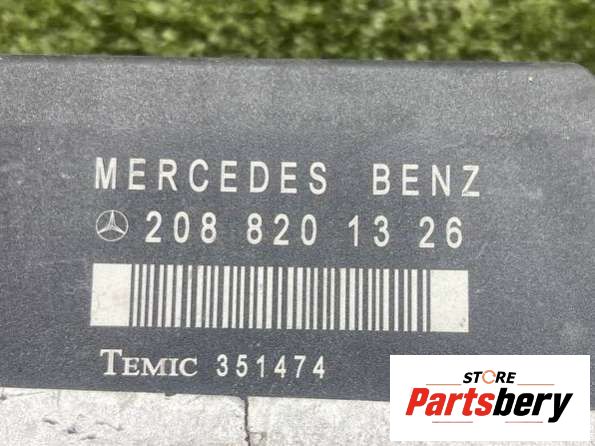 MERCEDES BENZ
208 820 13 26
TEMIC 351474
STORE
Partsbery